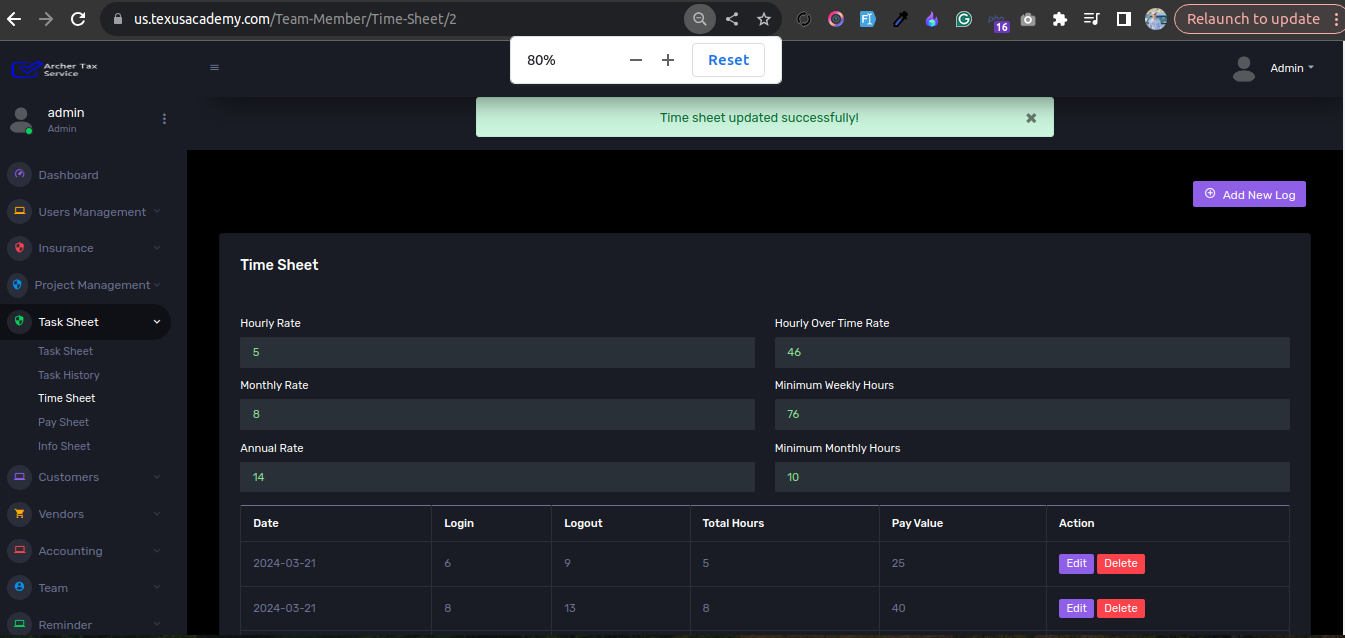 us.texusacademy.com/Team-Member/Time-Sheet/2
16
Relaunch to update
80%
Reset
Archer Tax
Service
Admin
admin
Admin
Time sheet updated successfully!
Dashboard
Users Management
Insurance
Project Management
Task Sheet
Task Sheet
Task History
Time Sheet
Pay Sheet
Info Sheet
Customers
Vendors
Accounting
Team
Reminder
Add New Log
Time Sheet
Hourly Rate Hourly Over Time Rate
5 46
Monthly Rate Minimum Weekly Hours
8 76
Annual Rate Minimum Monthly Hours
14 10
Date Login Logout Total Hours Pay Value Action
2024-03-21 6 9 5 25 Edit Delete
2024-03-21 8 13 8 40 Edit Delete